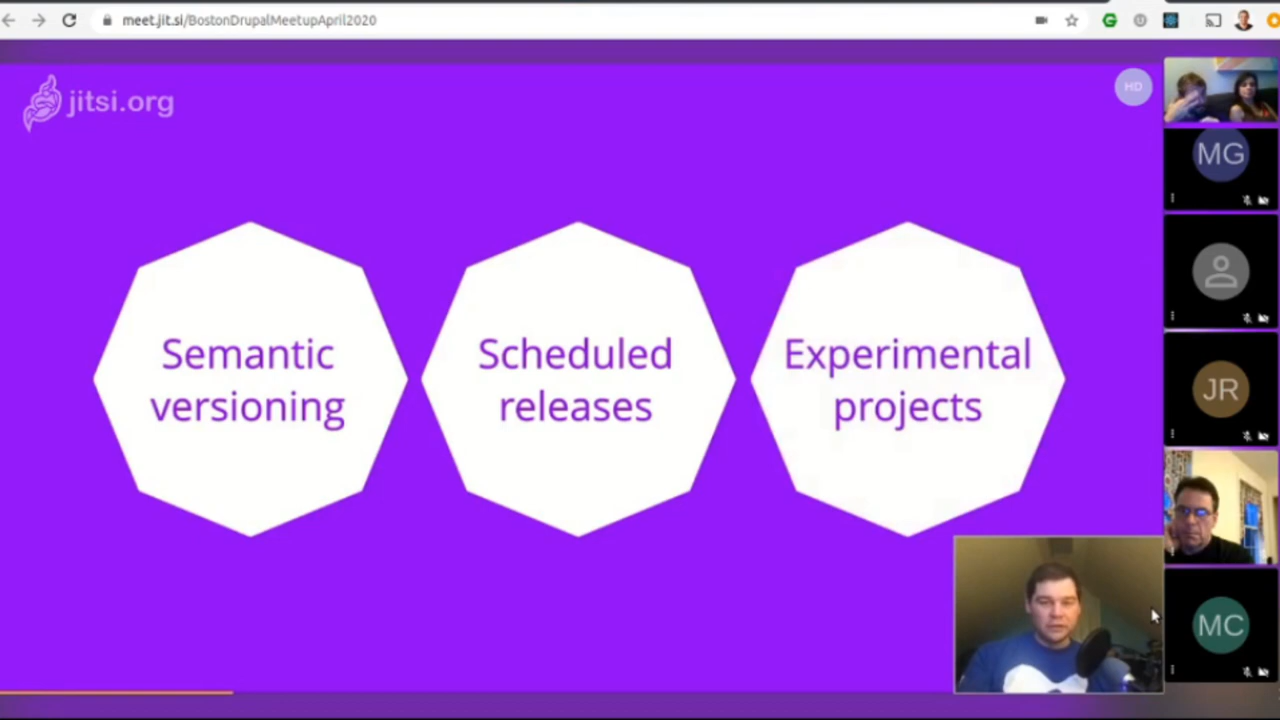 meet.jit.si/BostonDrupalMeetupApril2020
jitsi.org
HD
MG
Semantic
versioning
Scheduled
releases
Experimental
projects
JR
MC